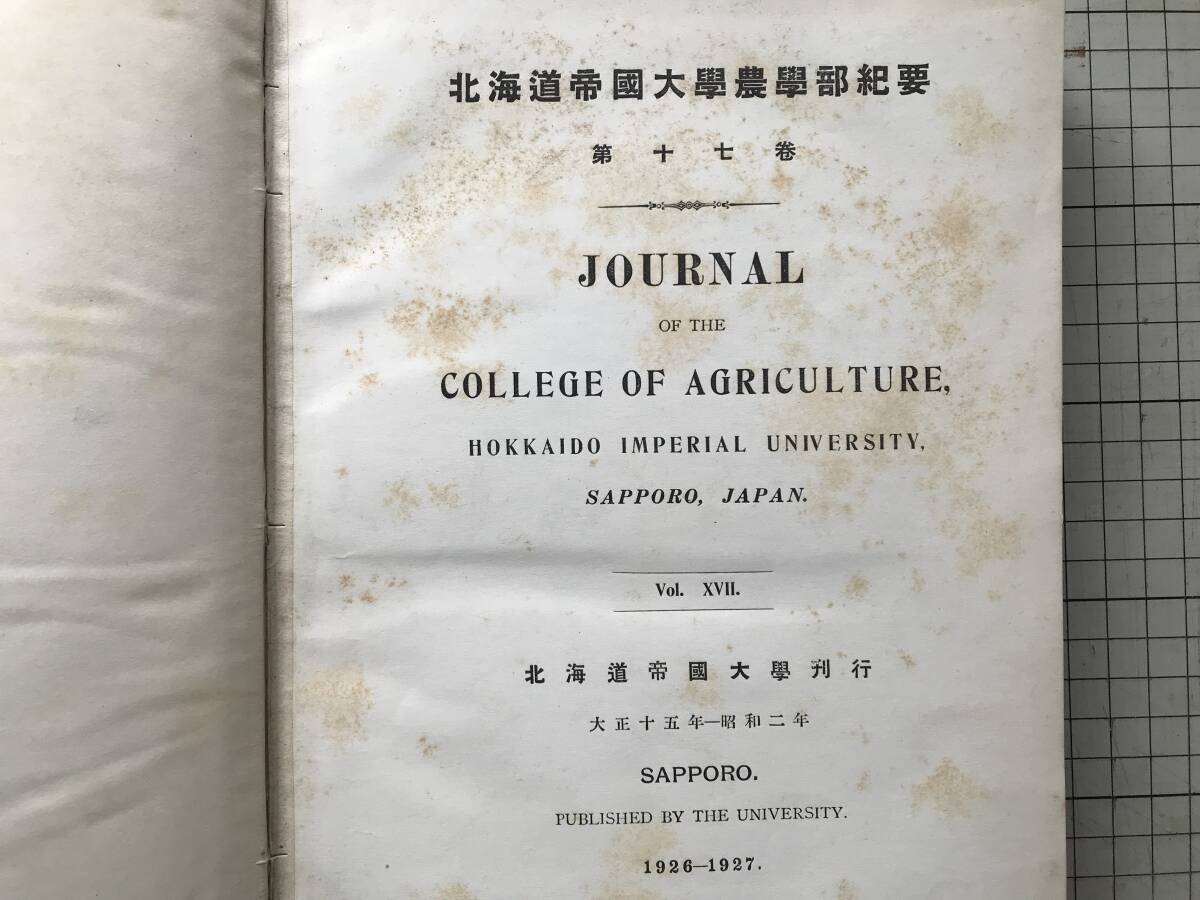 北海道帝國大學農學部紀要
第十七卷
JOURNAL
OF THE
COLLEGE OF AGRICULTURE,
HOKKAIDO IMPERIAL UNIVERSITY,
SAPPORO, JAPAN.
Vol. XVII.
北海道帝國大學刊行
大正十五年—昭和二年
SAPPORO.
PUBLISHED BY THE UNIVERSITY.
1926—1927.